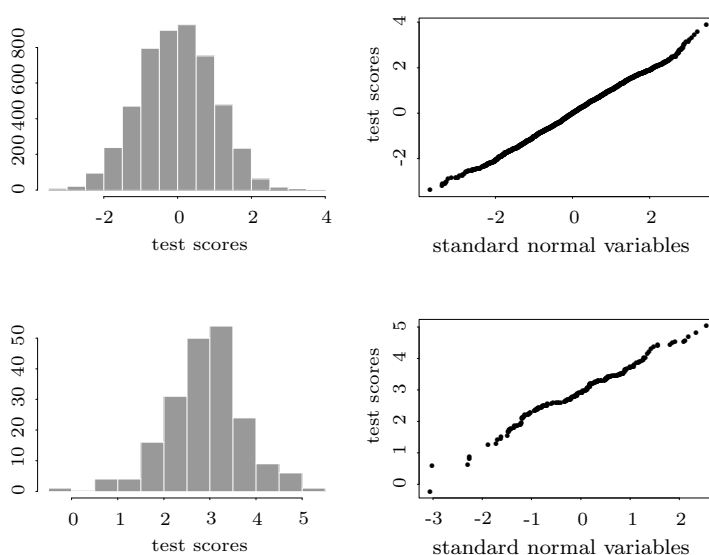 0 200 400 600 800
-2 0 2 4
test scores
test scores
-2 0 2 4
-2 0 2
standard normal variables
0 10 20 30 40 50
0 1 2 3 4 5
test scores
test scores
0 1 2 3 4 5
-3 -2 -1 0 1 2
standard normal variables